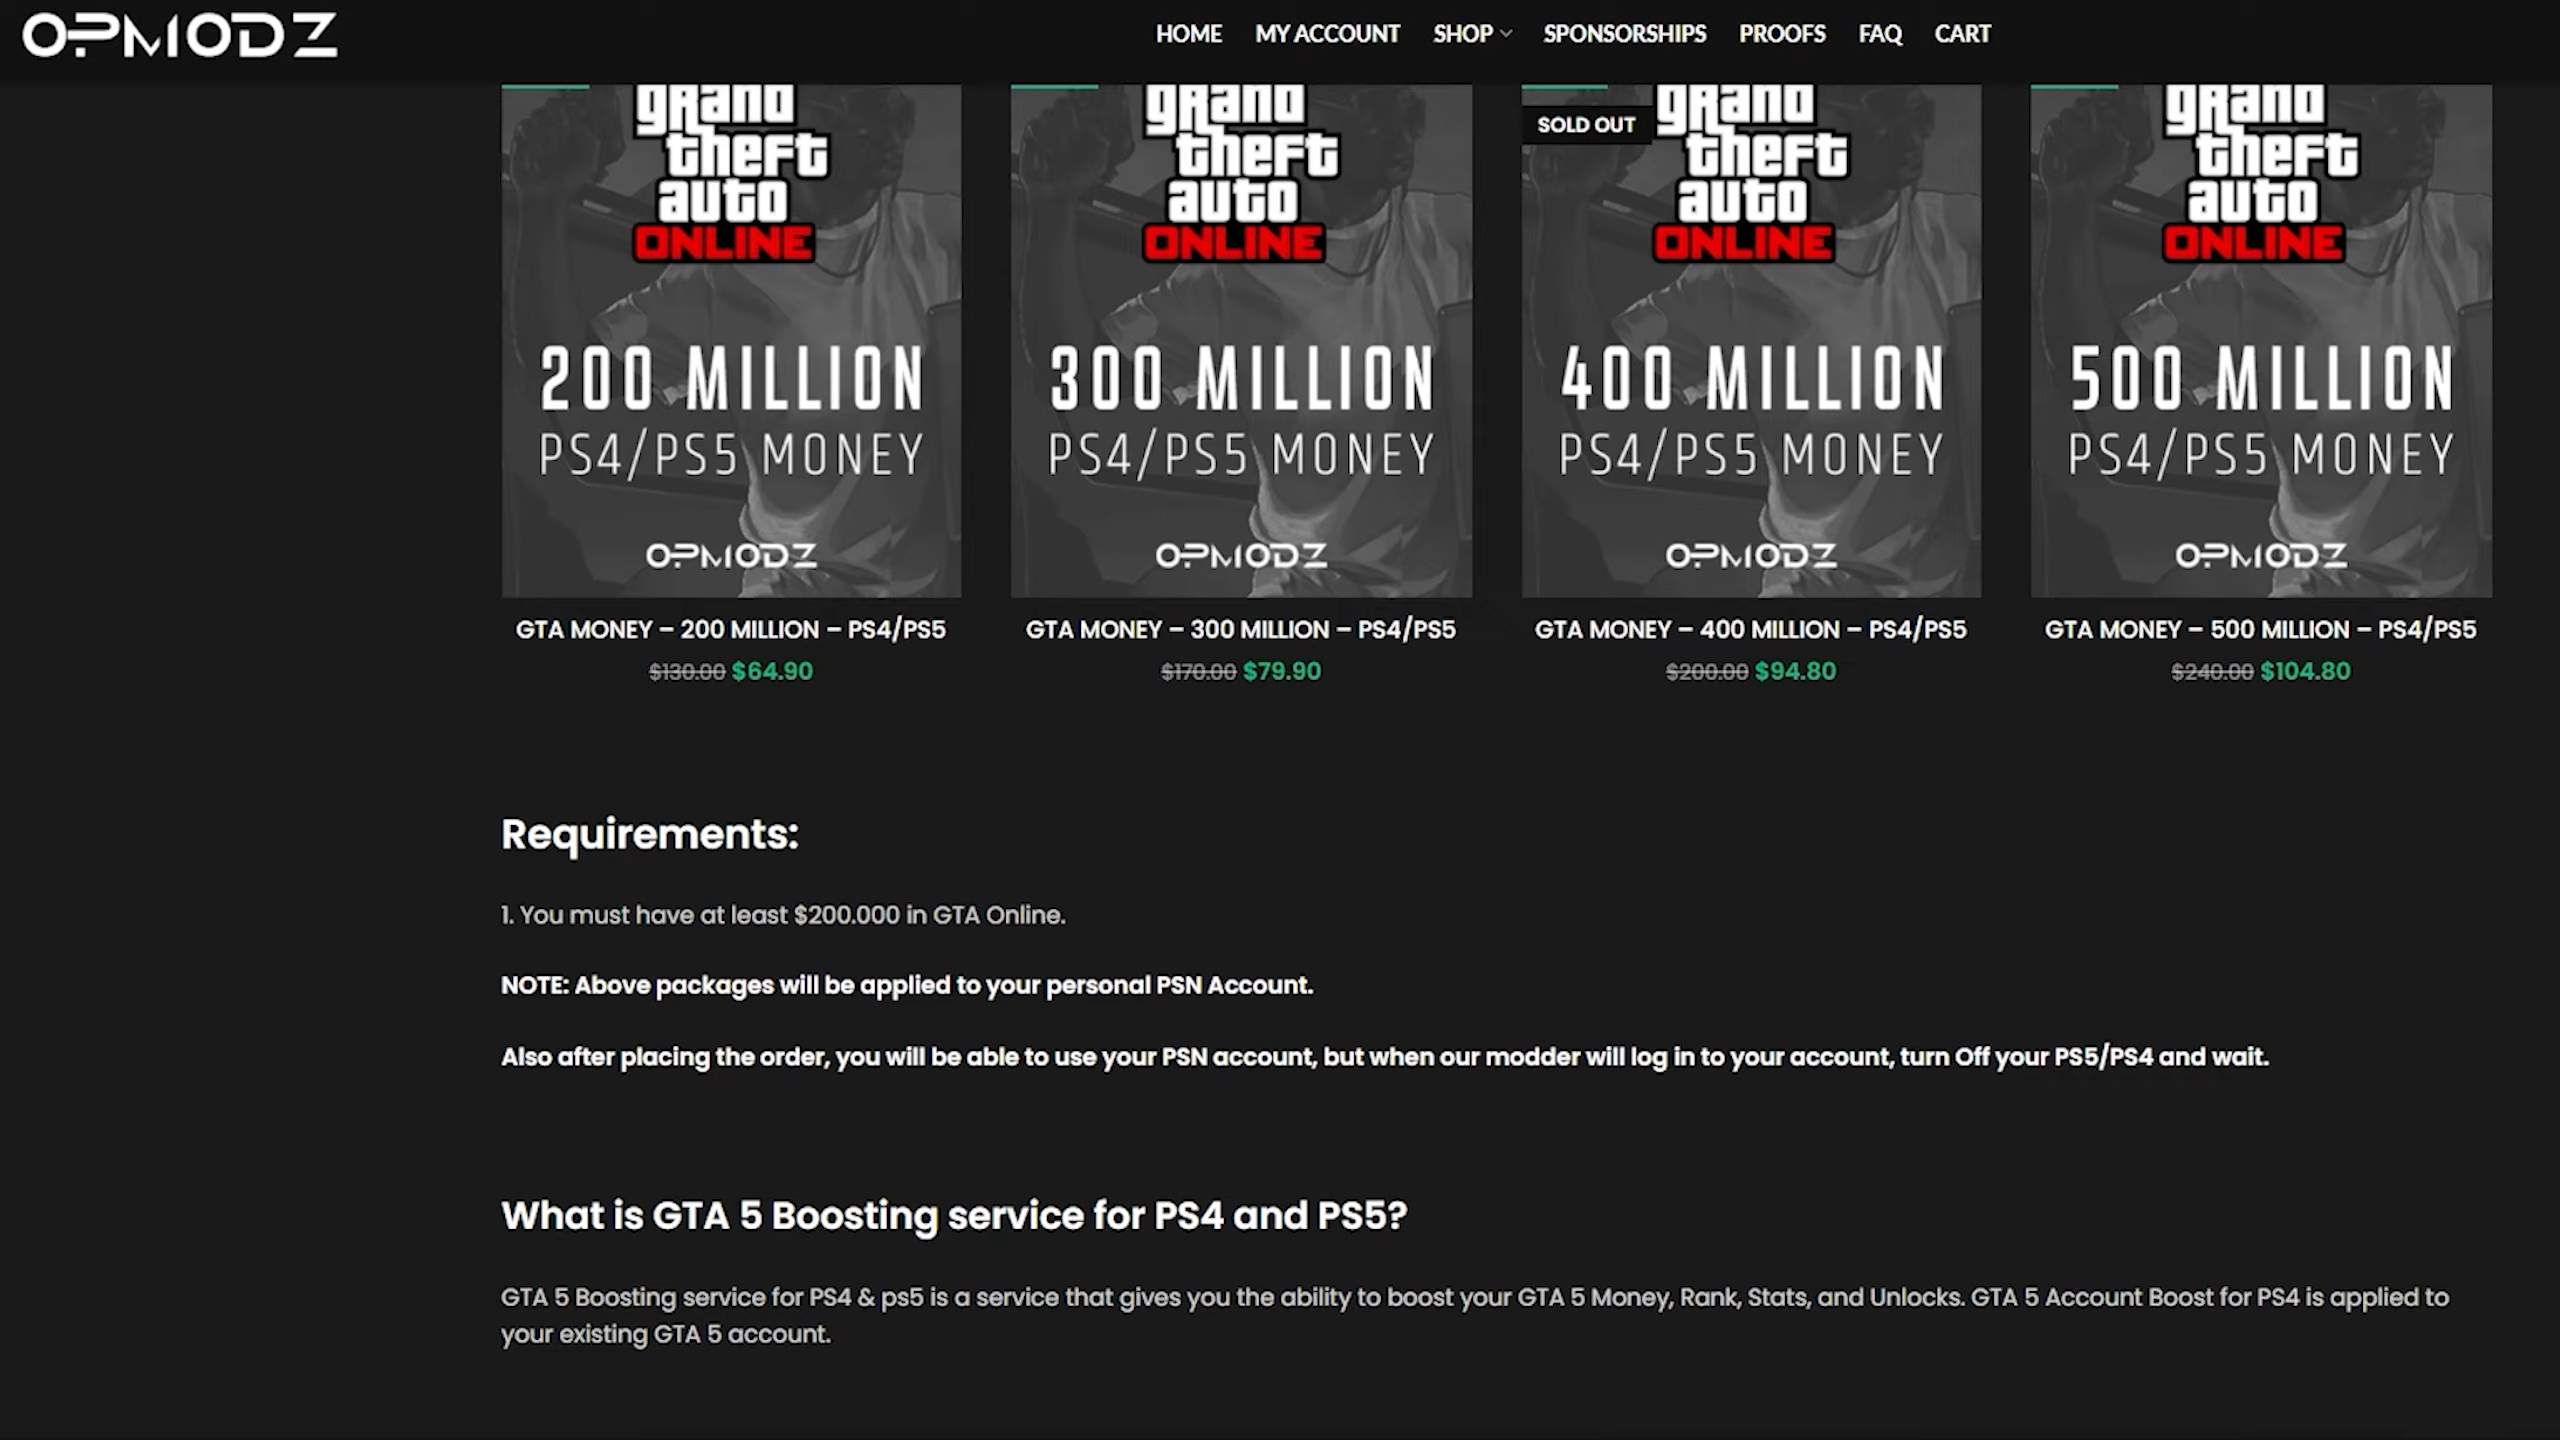 OPMODZ
HOME MY ACCOUNT SHOP SPONSORSHIPS PROOFS FAQ CART
grand
theft
auto
ONLINE
200 MILLION
PS4/PS5 MONEY
OPMODZ
GTA MONEY – 200 MILLION – PS4/PS5
$130.00 $64.90
grand
theft
auto
ONLINE
300 MILLION
PS4/PS5 MONEY
OPMODZ
GTA MONEY – 300 MILLION – PS4/PS5
$170.00 $79.90
SOLD OUT
grand
theft
auto
ONLINE
400 MILLION
PS4/PS5 MONEY
OPMODZ
GTA MONEY – 400 MILLION – PS4/PS5
$200.00 $94.80
grand
theft
auto
ONLINE
500 MILLION
PS4/PS5 MONEY
OPMODZ
GTA MONEY – 500 MILLION – PS4/PS5
$240.00 $104.80
Requirements:
1. You must have at least $200.000 in GTA Online.
NOTE: Above packages will be applied to your personal PSN Account.
Also after placing the order, you will be able to use your PSN account, but when our modder will log in to your account, turn Off your PS5/PS4 and wait.
What is GTA 5 Boosting service for PS4 and PS5?
GTA 5 Boosting service for PS4 & ps5 is a service that gives you the ability to boost your GTA 5 Money, Rank, Stats, and Unlocks. GTA 5 Account Boost for PS4 is applied to
your existing GTA 5 account.